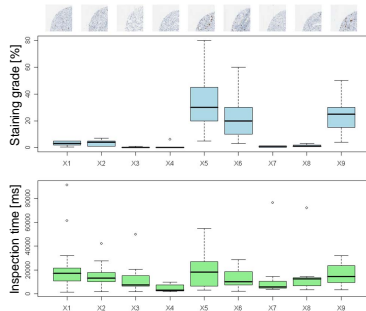 Staining grade [%]
80
60
40
20
0
X1 X2 X3 X4 X5 X6 X7 X8 X9
Inspection time [ms]
80000
60000
40000
20000
0
X1 X2 X3 X4 X5 X6 X7 X8 X9